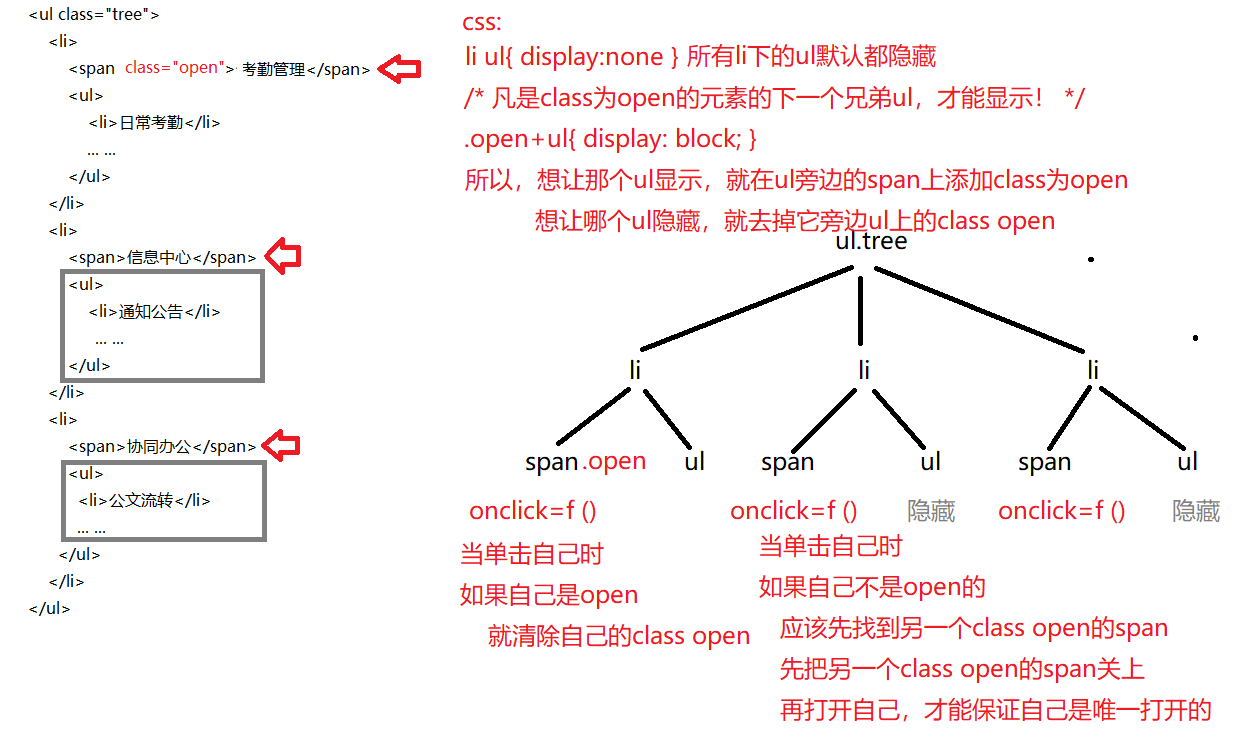 <ul class="tree">
<li>
<span class="open">考勤管理</span>
<ul>
<li>日常考勤</li>
... ...
</ul>
</li>
<li>
<span>信息中心</span>
<ul>
<li>通知公告</li>
... ...
</ul>
</li>
<li>
<span>协同办公</span>
<ul>
<li>公文流转</li>
... ...
</ul>
</li>
</ul>
css:
li ul{ display:none } 所有li下的ul默认都隐藏
/* 凡是class为open的元素的下一个兄弟ul，才能显示！ */
.open+ul{ display: block; }
所以，想让那个ul显示，就在ul旁边的span上添加class为open
想让哪个ul隐藏，就去掉它旁边ul上的class open
ul.tree
li li li
span.open ul span ul span ul
onclick=f () onclick=f () 隐藏 onclick=f () 隐藏
当单击自己时
如果自己是open
就清除自己的class open
当单击自己时
如果自己不是open的
应该先找到另一个class open的span
先把另一个class open的span关上
再打开自己，才能保证自己是唯一打开的